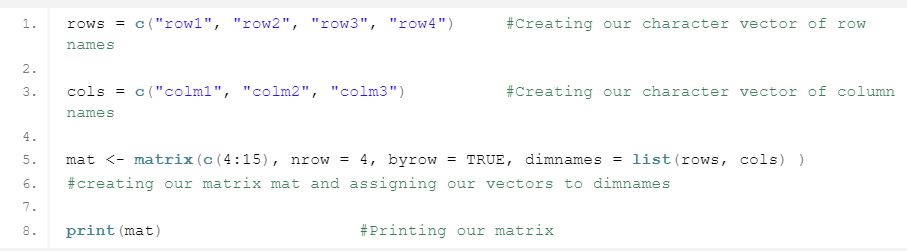 1. rows = c("row1", "row2", "row3", "row4") #Creating our character vector of row
names
2.
3. cols = c("colm1", "colm2", "colm3") #Creating our character vector of column
names
4.
5. mat <- matrix(c(4:15), nrow = 4, byrow = TRUE, dimnames = list(rows, cols) )
6. #creating our matrix mat and assigning our vectors to dimnames
7.
8. print(mat) #Printing our matrix